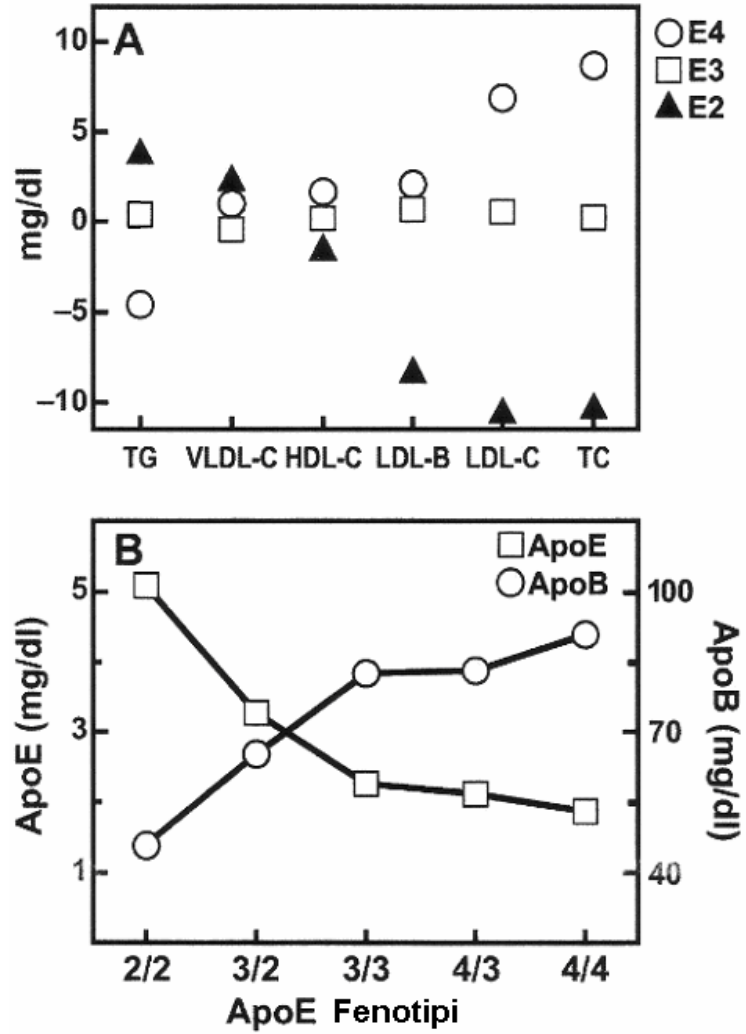 A
E4
E3
E2
10
5
0
−5
−10
mg/dl
TG VLDL-C HDL-C LDL-B LDL-C TC
B
ApoE
ApoB
5
3
1
ApoE (mg/dl)
100
70
40
ApoB (mg/dl)
2/2 3/2 3/3 4/3 4/4
ApoE Fenotipi